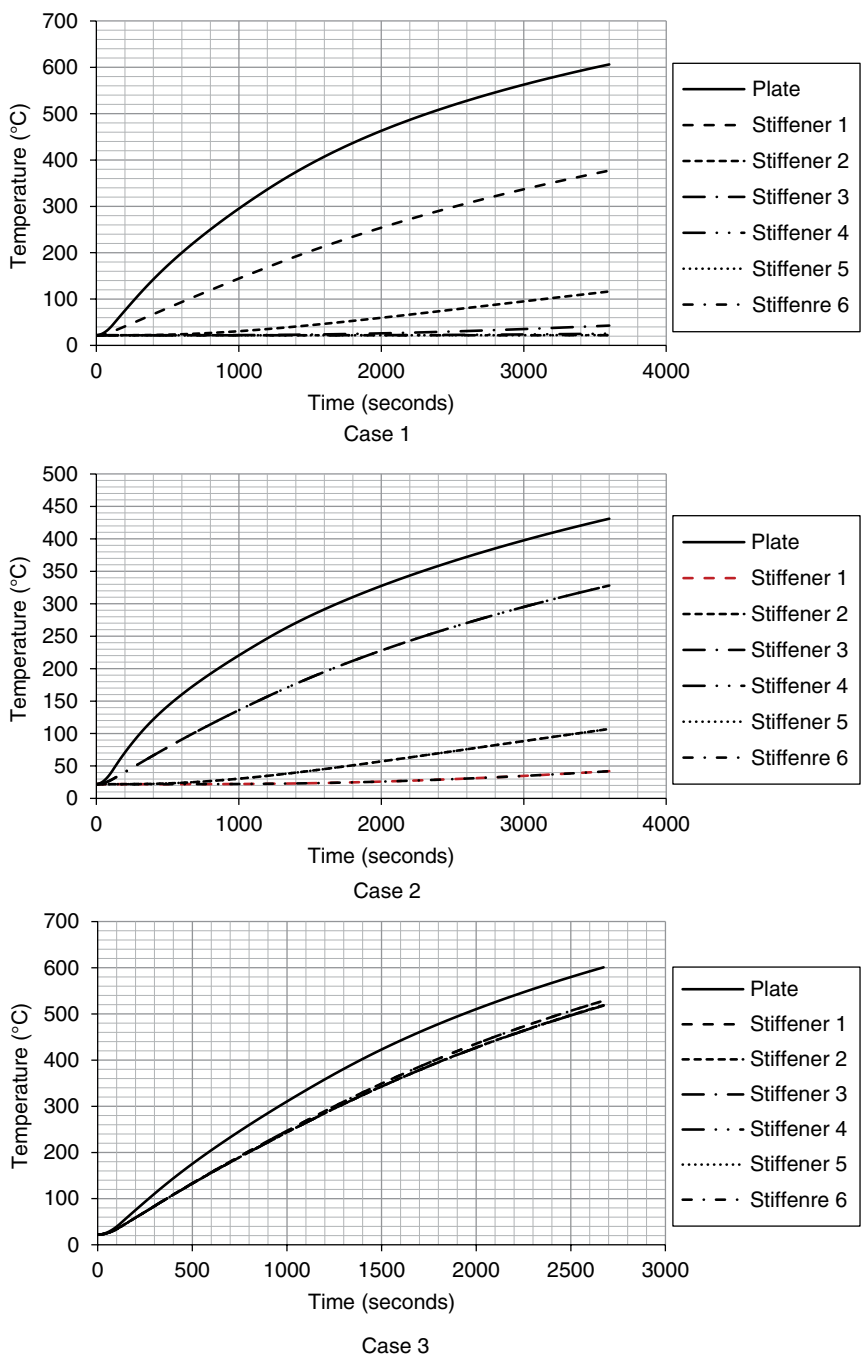 700
600
500
400
300
200
100
0
Temperature (°C)
0 1000 2000 3000 4000
Time (seconds)
Plate
Stiffener 1
Stiffener 2
Stiffener 3
Stiffener 4
Stiffener 5
Stiffenre 6
Case 1
500
450
400
350
300
250
200
150
100
50
0
Temperature (°C)
0 1000 2000 3000 4000
Time (seconds)
Plate
Stiffener 1
Stiffener 2
Stiffener 3
Stiffener 4
Stiffener 5
Stiffenre 6
Case 2
700
600
500
400
300
200
100
0
Temperature (°C)
0 500 1000 1500 2000 2500 3000
Time (seconds)
Plate
Stiffener 1
Stiffener 2
Stiffener 3
Stiffener 4
Stiffener 5
Stiffenre 6
Case 3